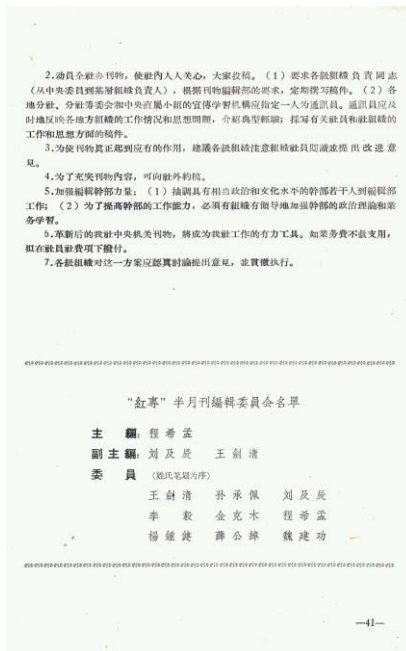 2.动員全社办刊物，使社內人人关心，大家投稿。（1）要求各級組織負責同志
（从中央委員到基層組織負責人），根据刊物編輯部的要求，定期撰写稿件。（2）各
地分社、分社筹委会和中央直屬小組的宣傳学習机構应指定一人为通訊員。通訊員应及
时地反映各地方組織的工作情况和思想問題，介紹典型經驗；採写有关社員和社組織的
工作和思想方面的稿件。
3.为使刊物眞正起到应有的作用，建議各級組織注意組織社員閱讀並提出改進意
見。
4.为了充实刊物內容，可向社外約稿。
5.加强編輯幹部力量：（1）抽調具有相当政治和文化水平的幹部若干人到編輯部
工作；（2）为了提高幹部的工作能力，必須有組織有領导地加强幹部的政治理論和業
务学習。
6.革新后的我社中央机关刊物，將成为我社工作的有力工具。如業务費不敷支用，
拟在社員社費項下撥付。
7.各級組織对这一方案应認眞討論提出意見，並貫徹执行。
“紅專”半月刊編輯委員会名單
主 編：程希孟
副主編：刘及辰 王劍清
委 員 （姓氏笔划为序）
王劍清 孙承佩 刘及辰
李 毅 金克木 程希孟
楊鍾健 薛公綽 魏建功
—41—